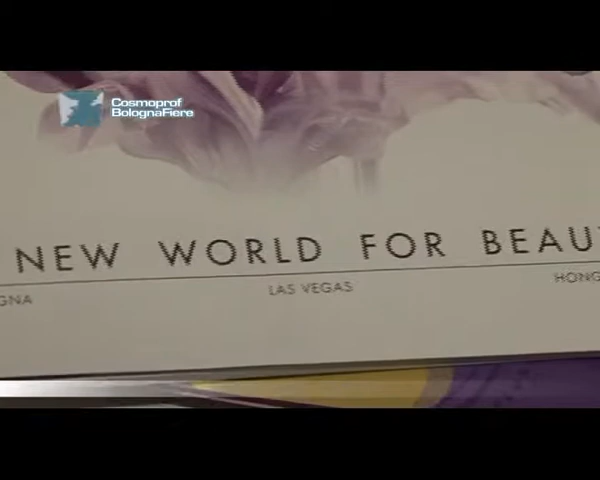 Cosmoprof
BolognaFiere
NEW WORLD FOR BEAU
GNA LAS VEGAS HONG